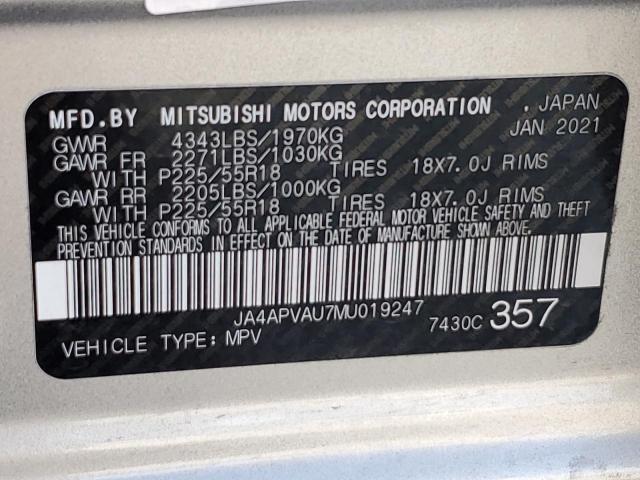 MFD.BY MITSUBISHI MOTORS CORPORATION , JAPAN
GWWR 4343LBS/1970KG JAN 2021
GAWR FR 2271LBS/1030KG
WITH P225/55R18 TIRES 18X7.0J RIMS
GAWR RR 2205LBS/1000KG
WITH P225/55R18 TIRES 18X7.0J RIMS
THIS VEHICLE CONFORMS TO ALL APPLICABLE FEDERAL MOTOR VEHICLE SAFETY AND THEFT
PREVENTION STANDARDS IN EFFECT ON THE DATE OF MANUFACTURE SHOWN ABOVE.
JA4APVAU7MU019247
7430C 357
VEHICLE TYPE: MPV